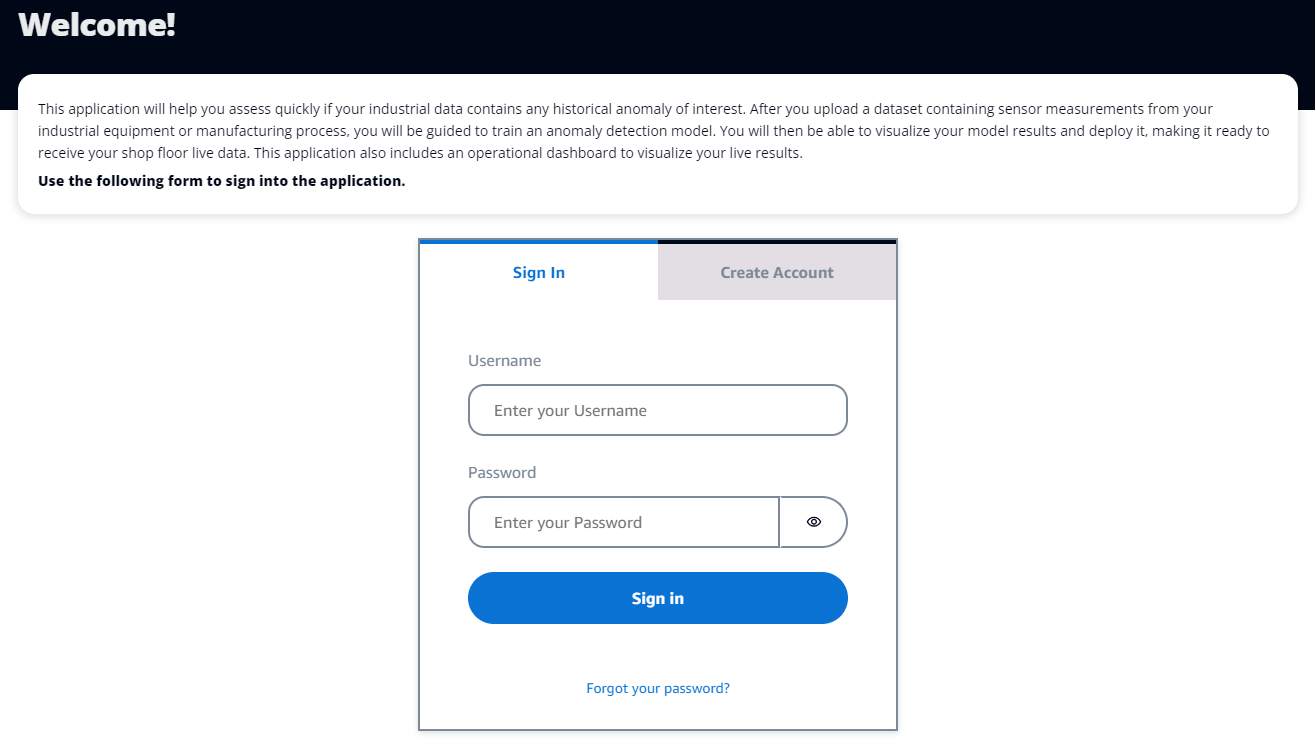 Welcome!
This application will help you assess quickly if your industrial data contains any historical anomaly of interest. After you upload a dataset containing sensor measurements from your
industrial equipment or manufacturing process, you will be guided to train an anomaly detection model. You will then be able to visualize your model results and deploy it, making it ready to
receive your shop floor live data. This application also includes an operational dashboard to visualize your live results.
Use the following form to sign into the application.
Sign In
Create Account
Username
Enter your Username
Password
Enter your Password
Sign in
Forgot your password?